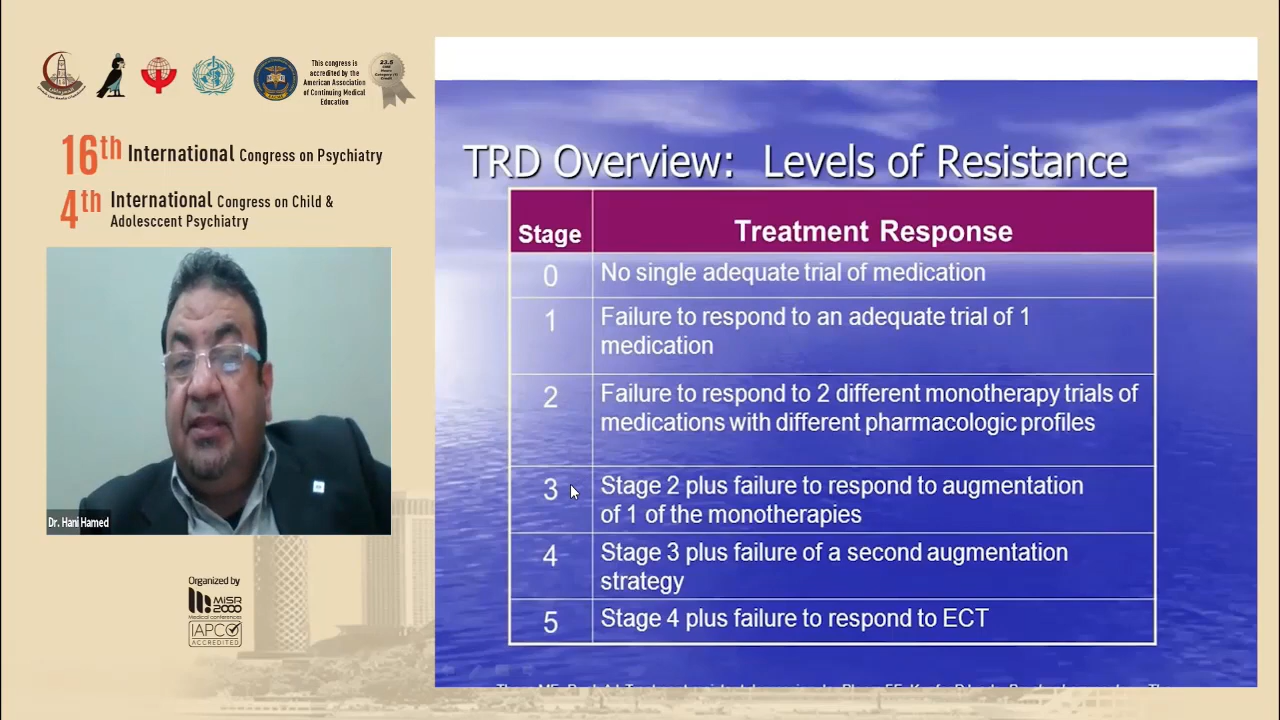 This congress is
accredited by the
American Association
of Continuing Medical
Education
23.5
16th International Congress on Psychiatry
4th International Congress on Child &
Adolesccent Psychiatry
Dr. Hani Hamed
Organized by
MiSR
2000
Medical conferences
IAPCO
ACCREDITED
TRD Overview: Levels of Resistance
Stage Treatment Response
0 No single adequate trial of medication
1 Failure to respond to an adequate trial of 1
medication
2 Failure to respond to 2 different monotherapy trials of
medications with different pharmacologic profiles
3 Stage 2 plus failure to respond to augmentation
of 1 of the monotherapies
4 Stage 3 plus failure of a second augmentation
strategy
5 Stage 4 plus failure to respond to ECT